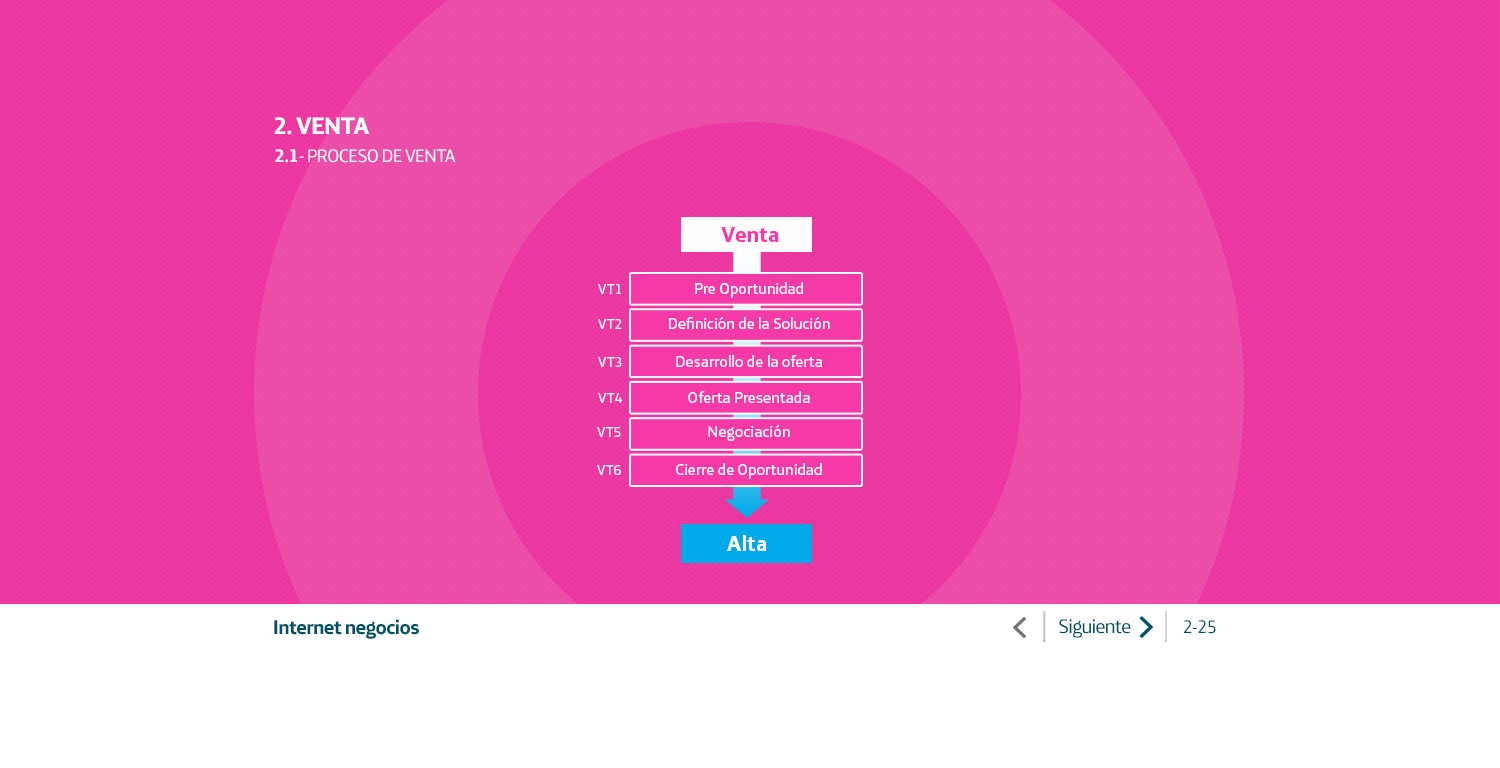 2. VENTA
2.1- PROCESO DE VENTA
Venta
VT1 Pre Oportunidad
VT2 Definición de la Solución
VT3 Desarrollo de la oferta
VT4 Oferta Presentada
VT5 Negociación
VT6 Cierre de Oportunidad
Alta
Internet negocios
Siguiente
2-25